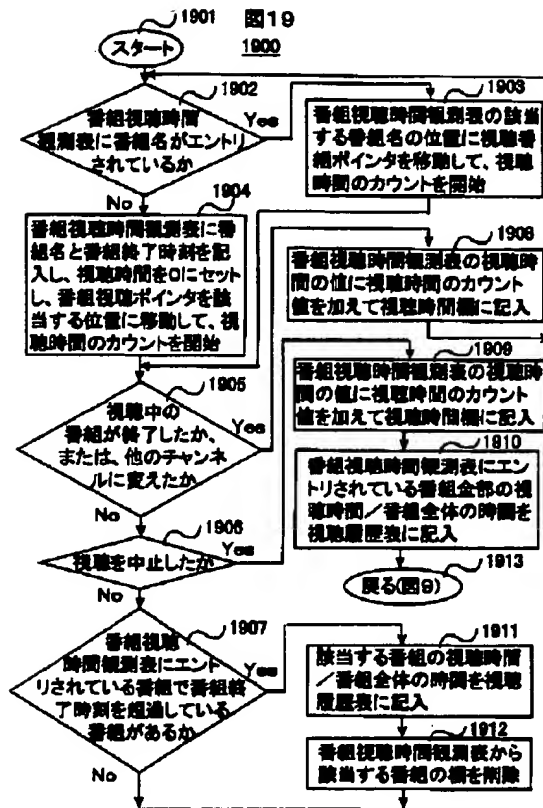 図19
1900
1901
スタート
1902
番組視聴時間
観測表に番組名がエントリ
されているか
Yes
No
1903
番組視聴時間観測表の該当
する番組名の位置に視聴番
組ポインタを移動して、視聴
時間のカウントを開始
1904
番組視聴時間観測表に番
組名と番組終了時刻を記
入し、視聴時間を0にセット
し、番組視聴ポインタを該
当する位置に移動して、視
聴時間のカウントを開始
1908
番組視聴時間観測表の視聴時
間の値に視聴時間のカウント
値を加えて視聴時間欄に記入
1905
視聴中の
番組が終了したか、
または、他のチャンネ
ルに変えたか
Yes
No
1909
番組視聴時間観測表の視聴時
間の値に視聴時間のカウント
値を加えて視聴時間欄に記入
1910
番組視聴時間観測表にエント
リされている番組全部の視聴
時間/番組全体の時間を
視聴履歴表に記入
1906
視聴を中止したか
Yes
No
1913
戻る(図9)
1907
番組視聴
時間観測表にエント
リされている番組で番組終
了時刻を超過している
番組があるか
Yes
No
1911
該当する番組の視聴時間
/番組全体の時間を視聴
履歴表に記入
1912
番組視聴時間観測表から
該当する番組の欄を削除